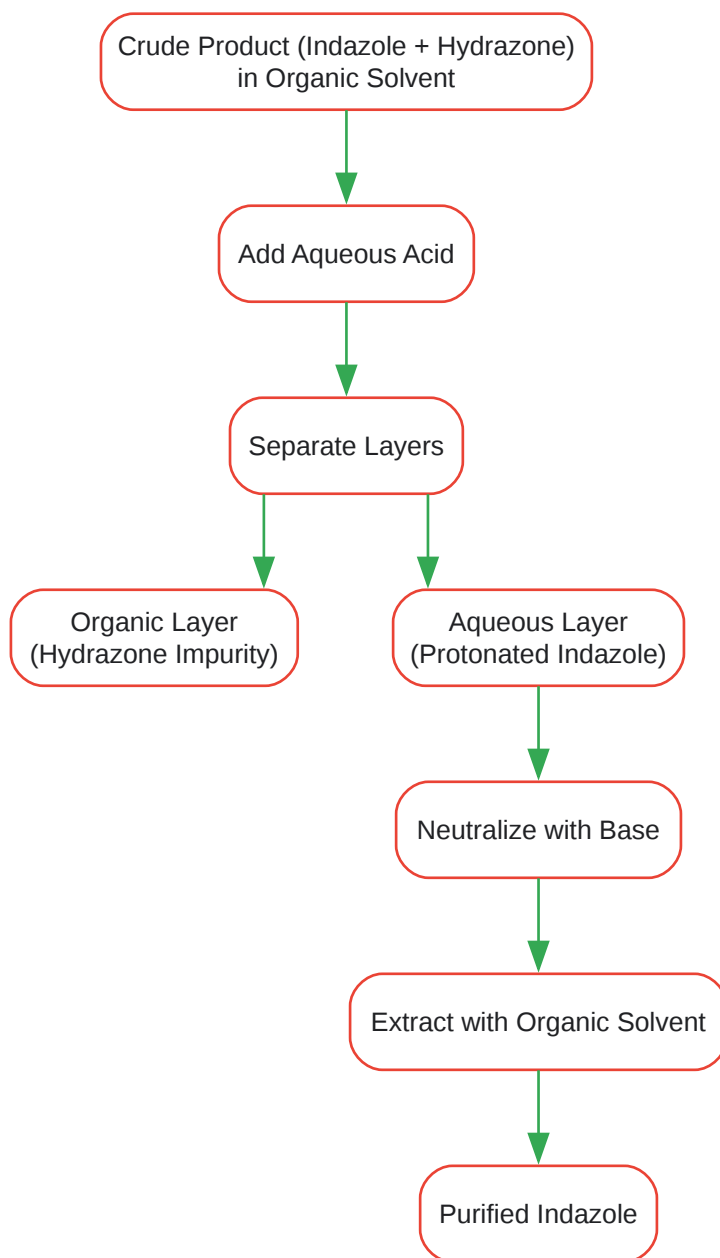 Crude Product (Indazole + Hydrazone)
in Organic Solvent
Add Aqueous Acid
Separate Layers
Organic Layer
(Hydrazone Impurity)
Aqueous Layer
(Protonated Indazole)
Neutralize with Base
Extract with Organic Solvent
Purified Indazole